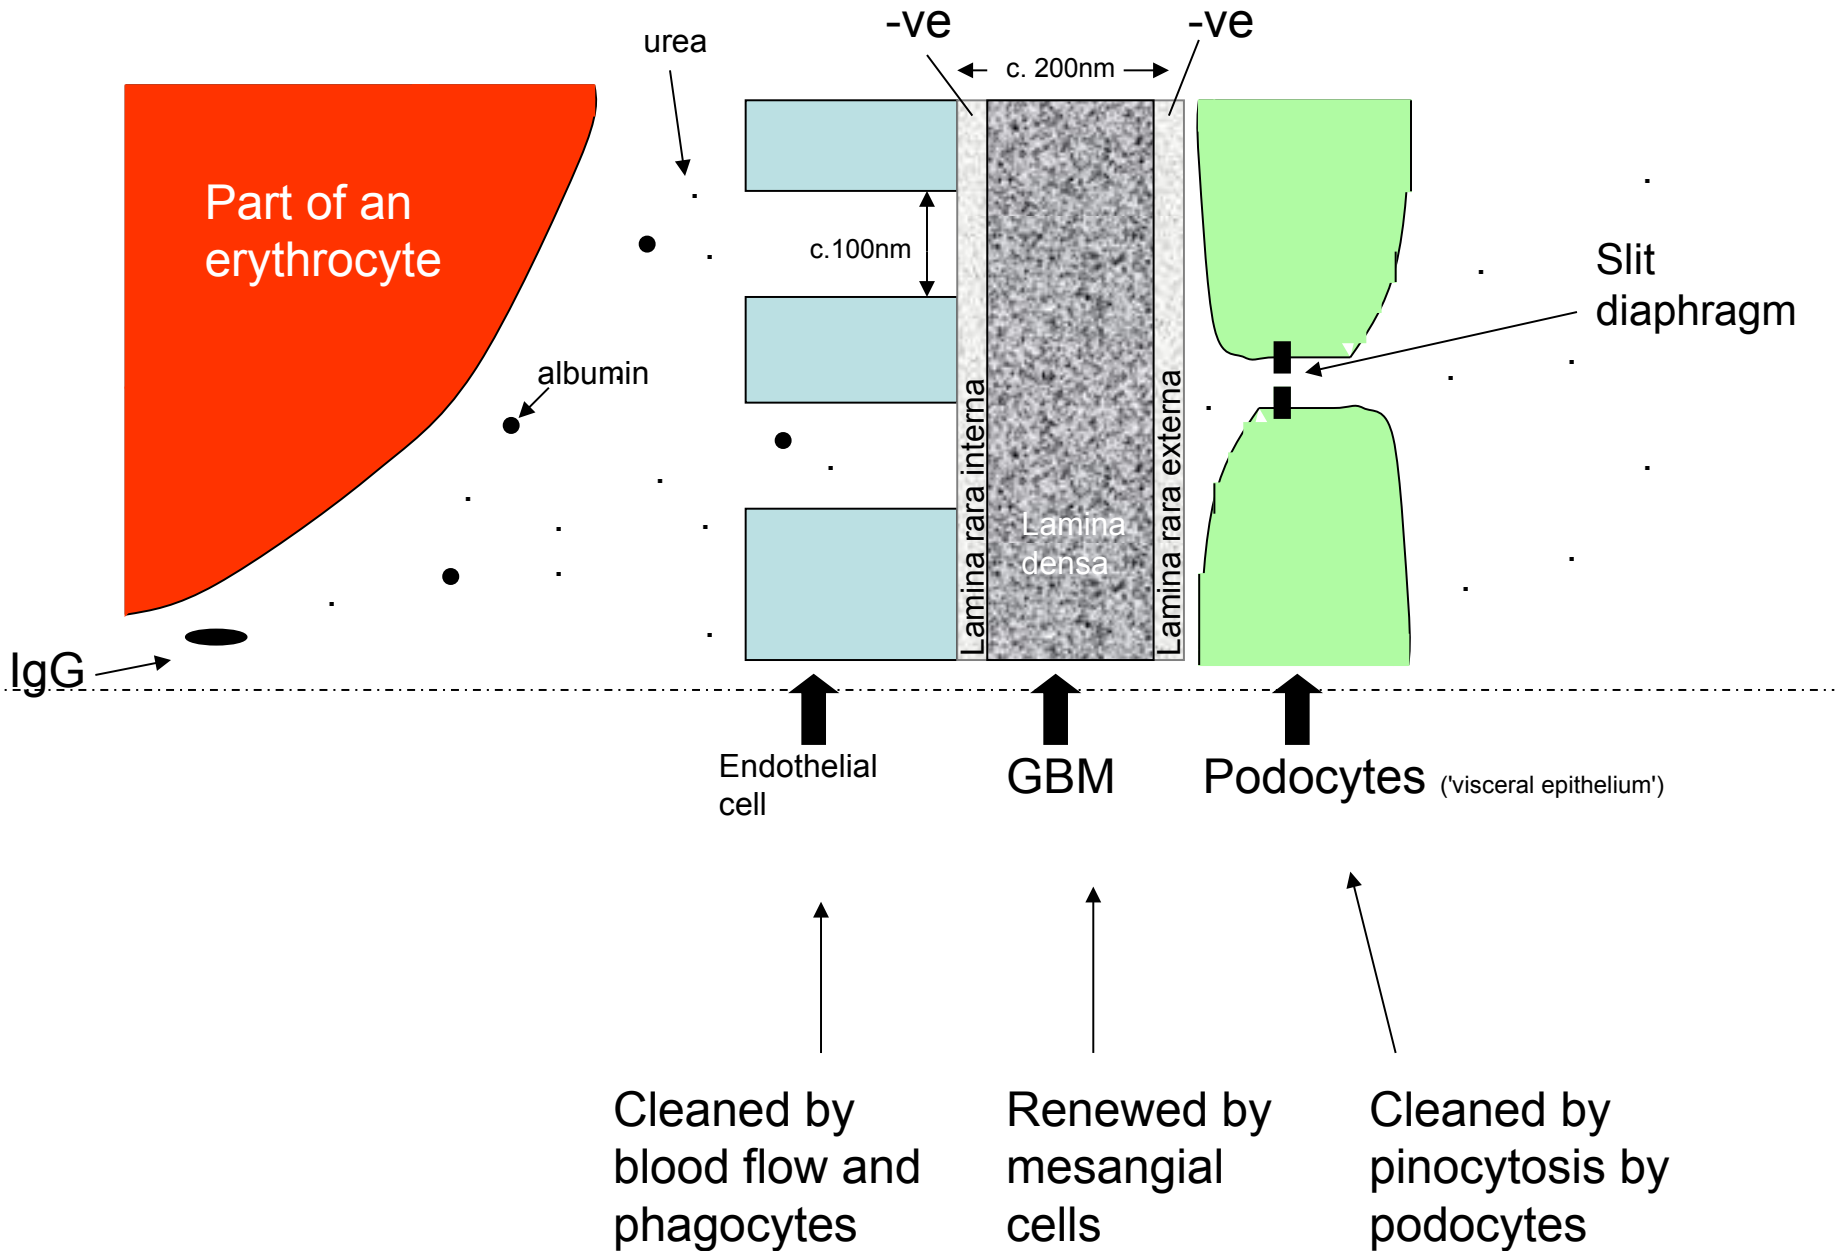 -ve
-ve
urea
c. 200nm
Part of an
erythrocyte
c.100nm
Slit
diaphragm
albumin
Lamina rara interna
Lamina
densa
Lamina rara externa
IgG
Endothelial
cell
GBM
Podocytes ('visceral epithelium')
Cleaned by
blood flow and
phagocytes
Renewed by
mesangial
cells
Cleaned by
pinocytosis by
podocytes